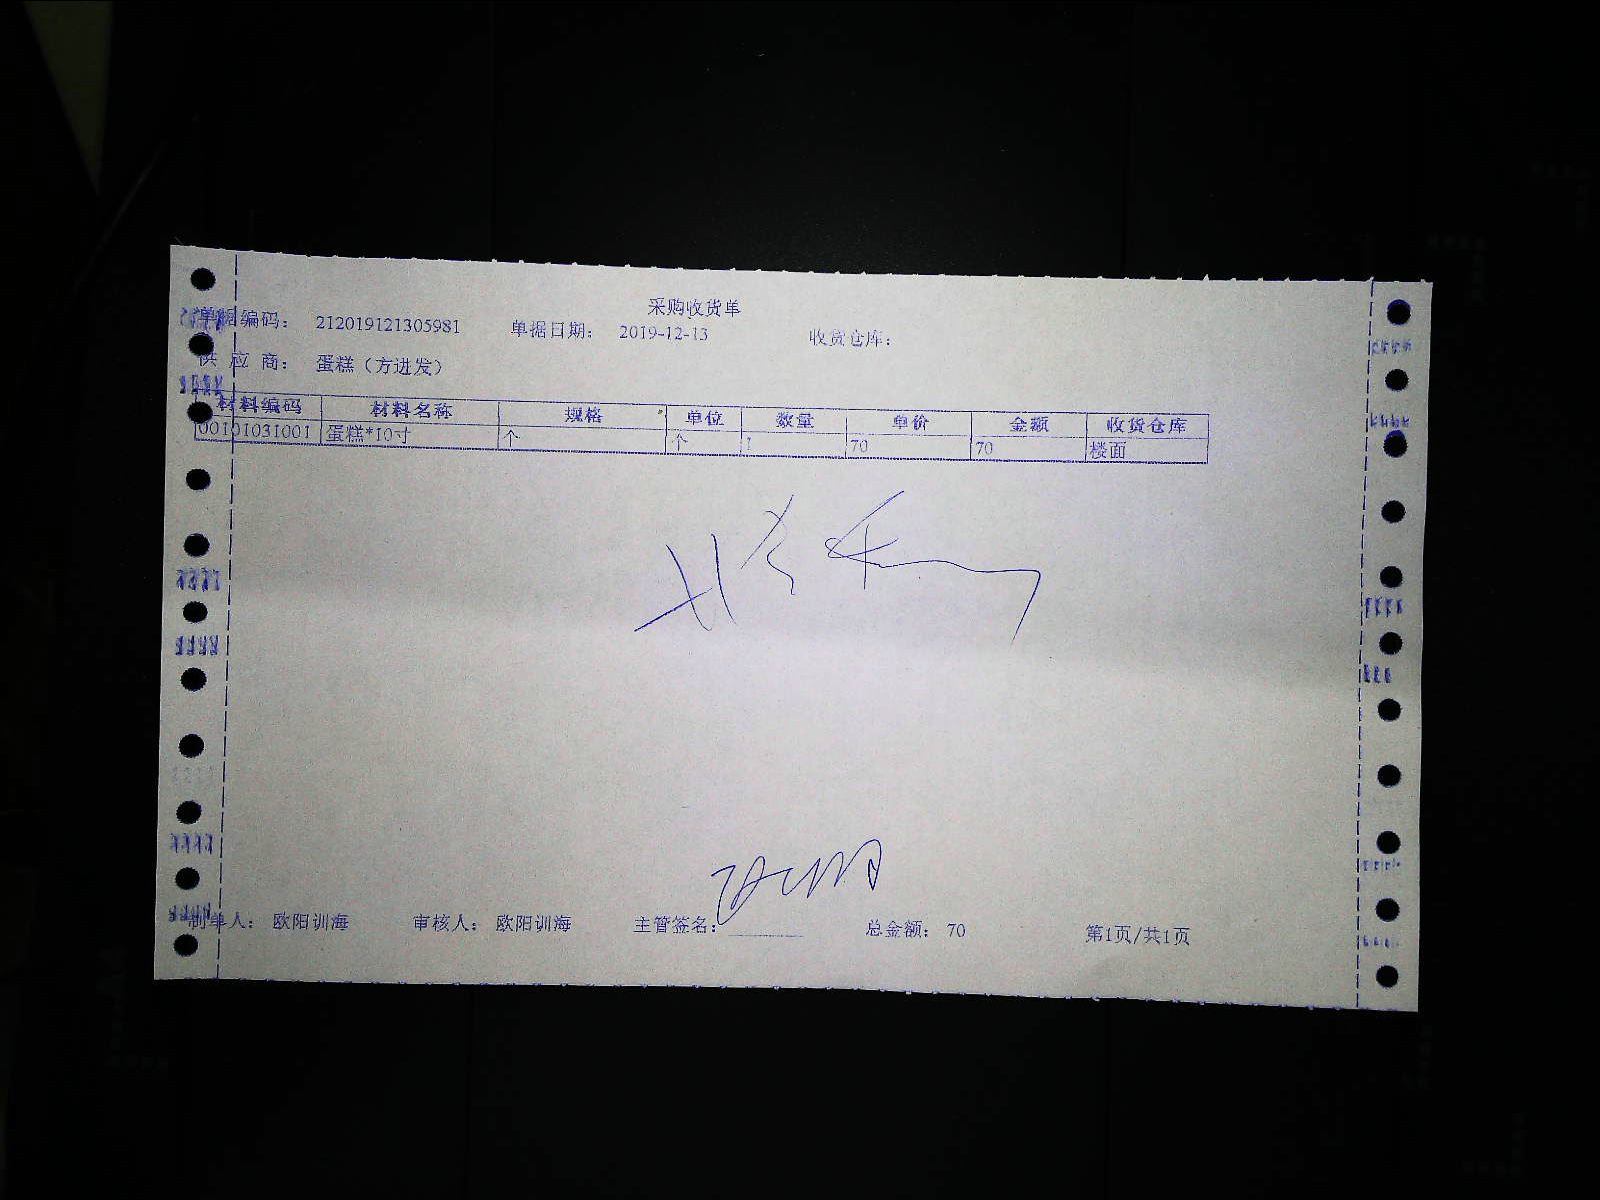 采购收货单
单据编码： 212019121305981 单据日期： 2019-12-13 收货仓库：
供 应 商： 蛋糕（方进发）
材料编码 材料名称 规格 单位 数量 单价 金额 收货仓库
00101031001 蛋糕*10寸 个 个 1 70 70 楼面
制单人： 欧阳训海 审核人： 欧阳训海 主管签名： 总金额： 70 第1页/共1页